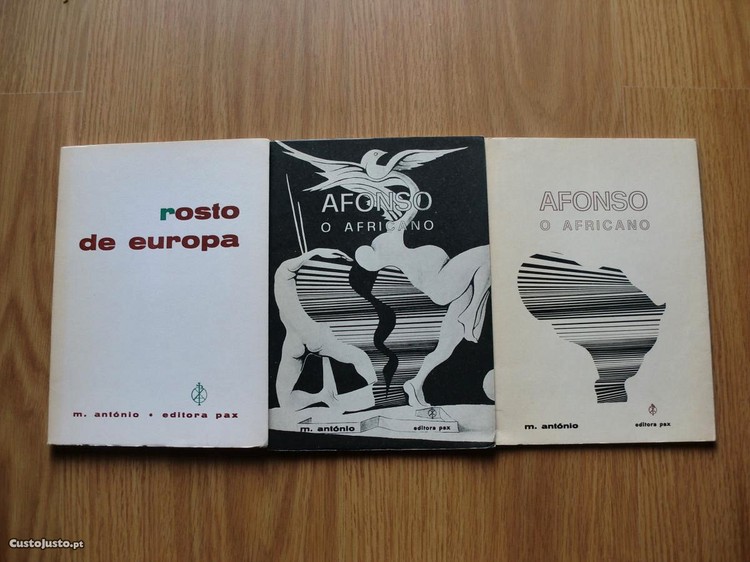 rosto
de europa
m. antónio • editora pax
AFONSO
O AFRICANO
m. antónio
editora pax
AFONSO
O AFRICANO
m. antónio
editora pax
CustoJusto.pt